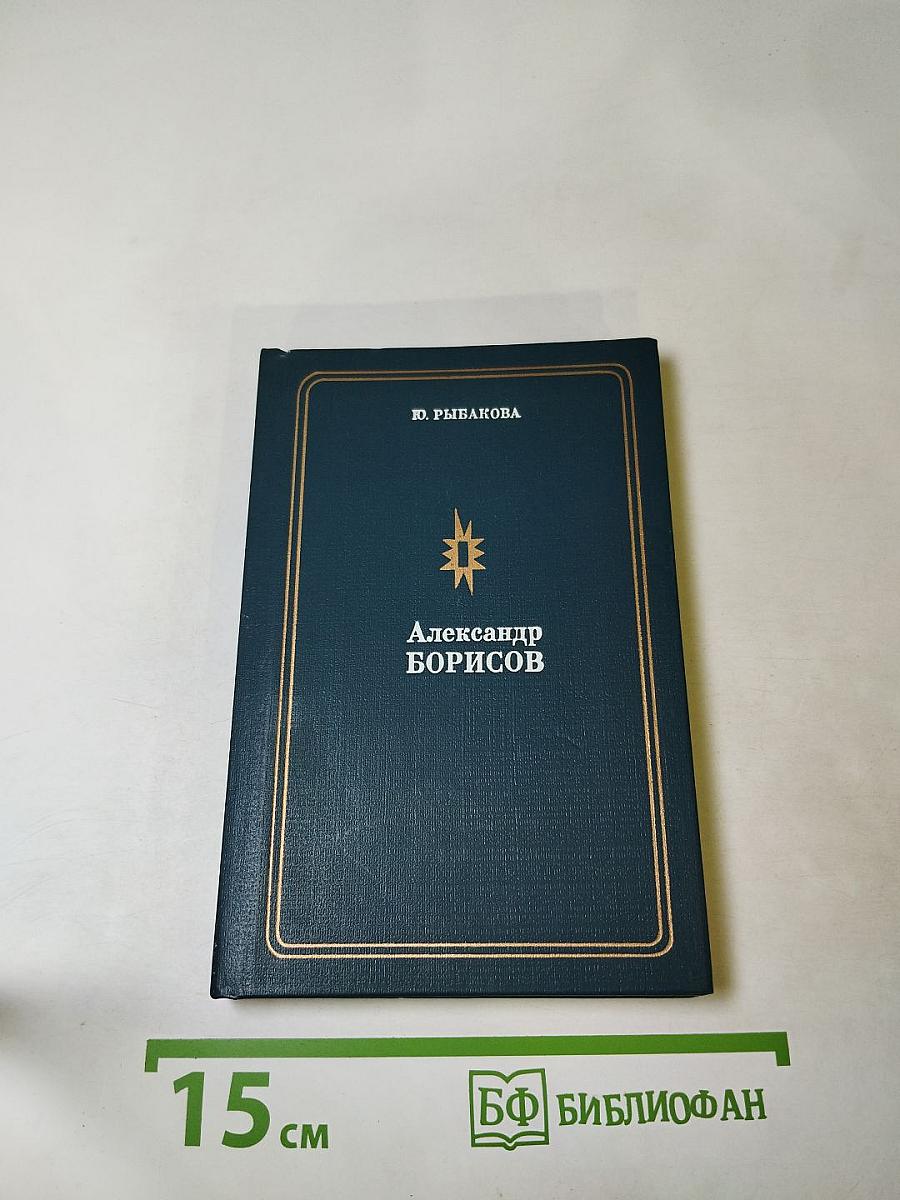 Ю. РЫБАКОВА
Александр
БОРИСОВ
15 см
БФ БИБЛИОФАН